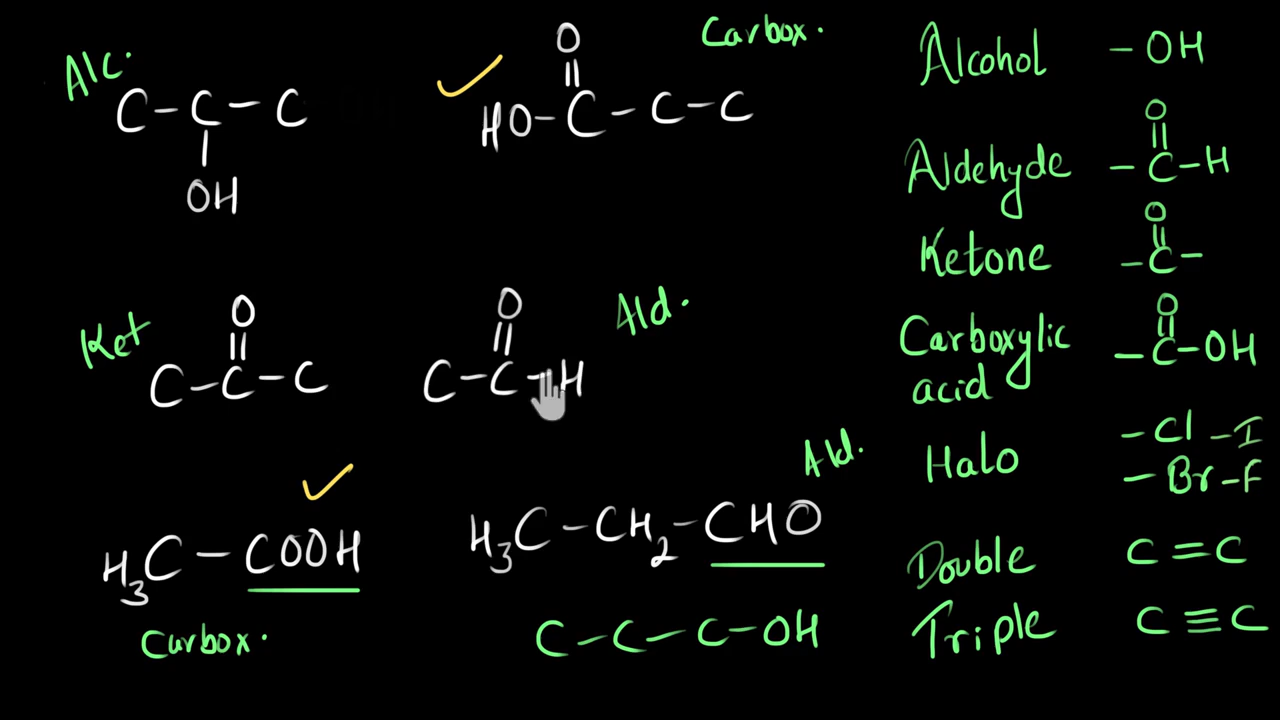 Alc.
C-C-C
OH
O
HO-C-C-C
Carbox.
Ket
O
C-C-C
O
C-C-H
Ald.
H3C-COOH
Carbox.
Ald.
H3C-CH2-CHO
C-C-C-OH
Alcohol -OH
O
Aldehyde -C-H
O
Ketone -C-
O
Carboxylic -C-OH
acid
Halo -Cl -I
-Br -F
Double C=C
Triple C≡C